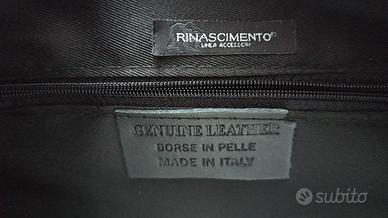 RINASCIMENTO
LINEA ACCESSORI
GENUINE LEATHER
BORSE IN PELLE
MADE IN ITALY
subito